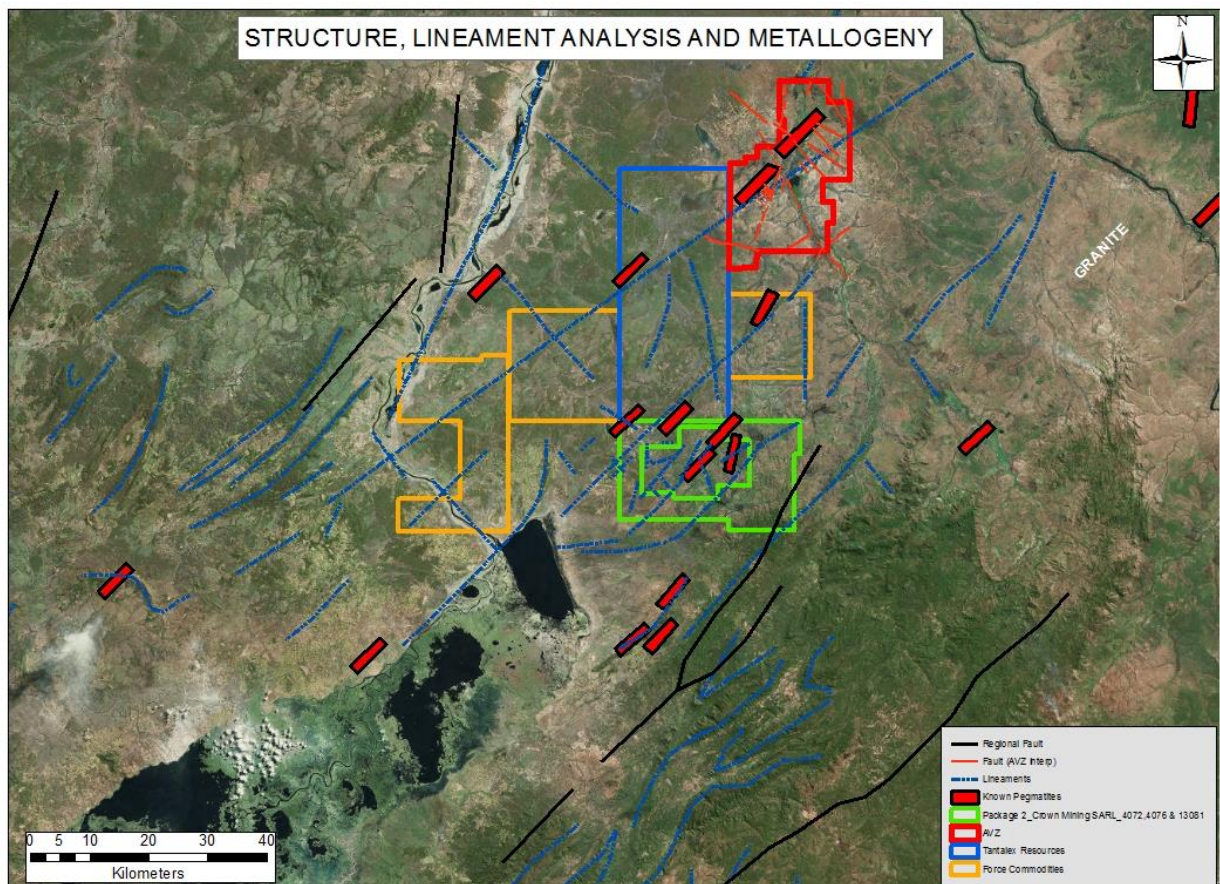 STRUCTURE, LINEAMENT ANALYSIS AND METALLOGENY
N
GRANITE
Regional Fault
Fault (AVZ Interp)
Lineaments
Known Pegmatites
Package 2_Crown Mining SARL_4072,4076 & 13081
AVZ
Tantalex Resources
Force Commodities
0 5 10 20 30 40
Kilometers